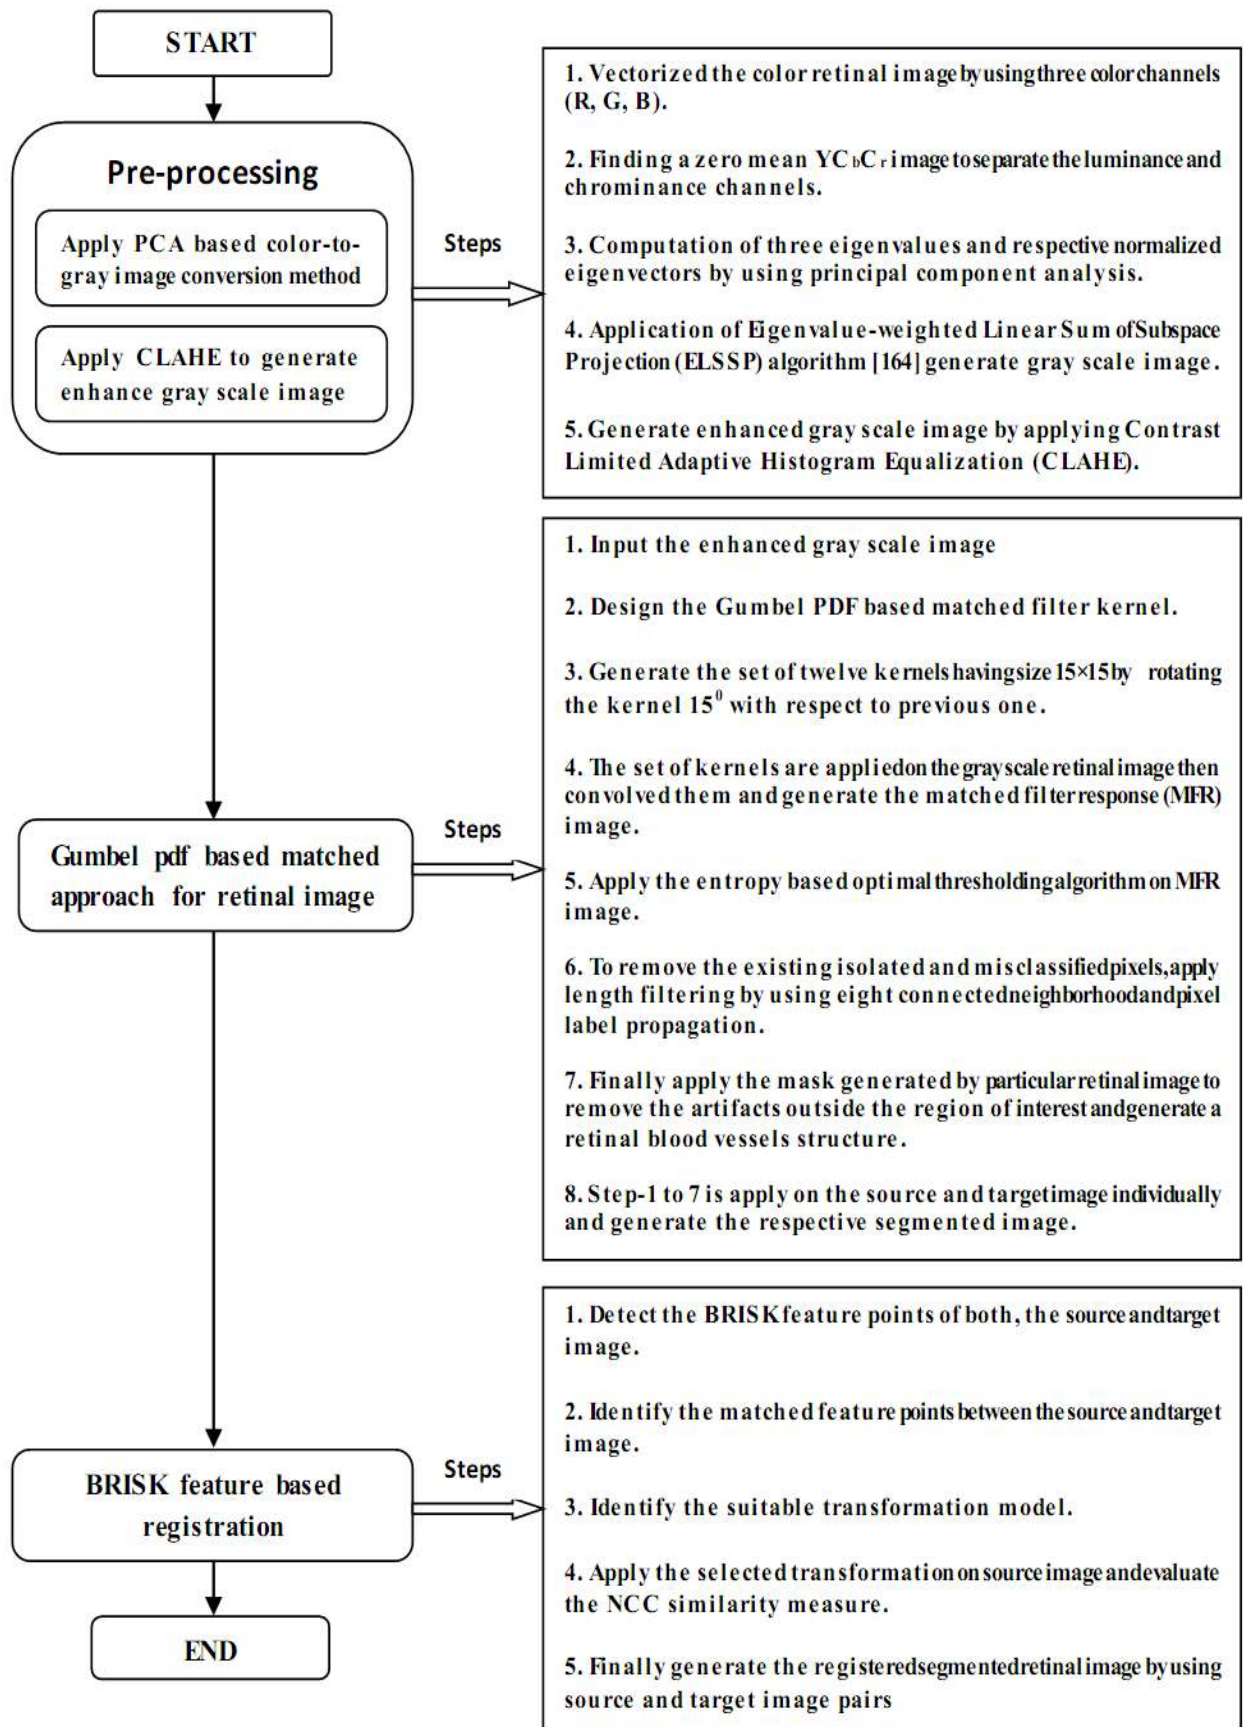 START
Pre-processing
Apply PCA based color-to-
gray image conversion method
Apply CLAHE to generate
enhance gray scale image
Steps
1. Vectorized the color retinal image by using three color channels
(R, G, B).
2. Finding a zero mean YCbCr image to separate the luminance and
chrominance channels.
3. Computation of three eigenvalues and respective normalized
eigenvectors by using principal component analysis.
4. Application of Eigenvalue-weighted Linear Sum of Subspace
Projection (ELSSP) algorithm [164] generate gray scale image.
5. Generate enhanced gray scale image by applying Contrast
Limited Adaptive Histogram Equalization (CLAHE).
Gumbel pdf based matched
approach for retinal image
Steps
1. Input the enhanced gray scale image
2. Design the Gumbel PDF based matched filter kernel.
3. Generate the set of twelve kernels having size 15×15 by rotating
the kernel 15⁰ with respect to previous one.
4. The set of kernels are applied on the gray scale retinal image then
convolved them and generate the matched filter response (MFR)
image.
5. Apply the entropy based optimal thresholding algorithm on MFR
image.
6. To remove the existing isolated and misclassified pixels, apply
length filtering by using eight connected neighborhood and pixel
label propagation.
7. Finally apply the mask generated by particular retinal image to
remove the artifacts outside the region of interest and generate a
retinal blood vessels structure.
8. Step-1 to 7 is apply on the source and target image individually
and generate the respective segmented image.
BRISK feature based
registration
Steps
1. Detect the BRISK feature points of both, the source and target
image.
2. Identify the matched feature points between the source and target
image.
3. Identify the suitable transformation model.
4. Apply the selected transformation on source image and evaluate
the NCC similarity measure.
5. Finally generate the registered segmented retinal image by using
source and target image pairs
END